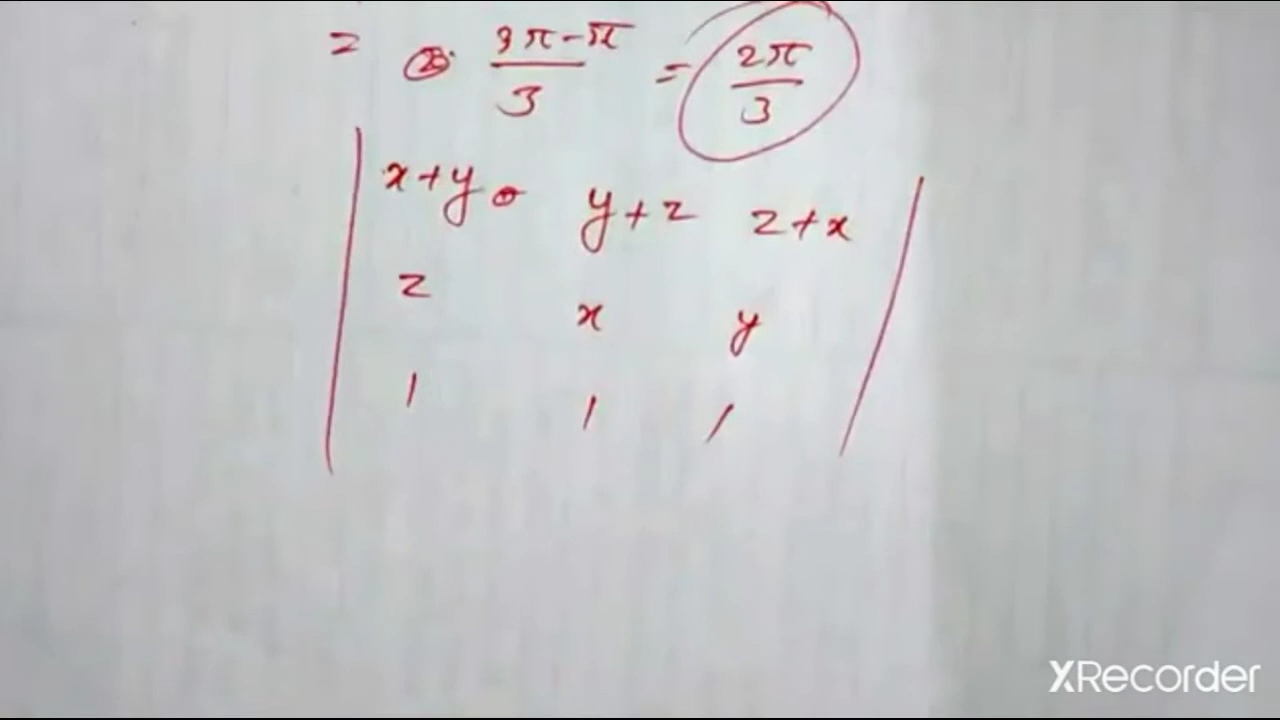 = 3π-π/3 = 2π/3
x+y y+z z+x
z x y
1 1 1
XRecorder